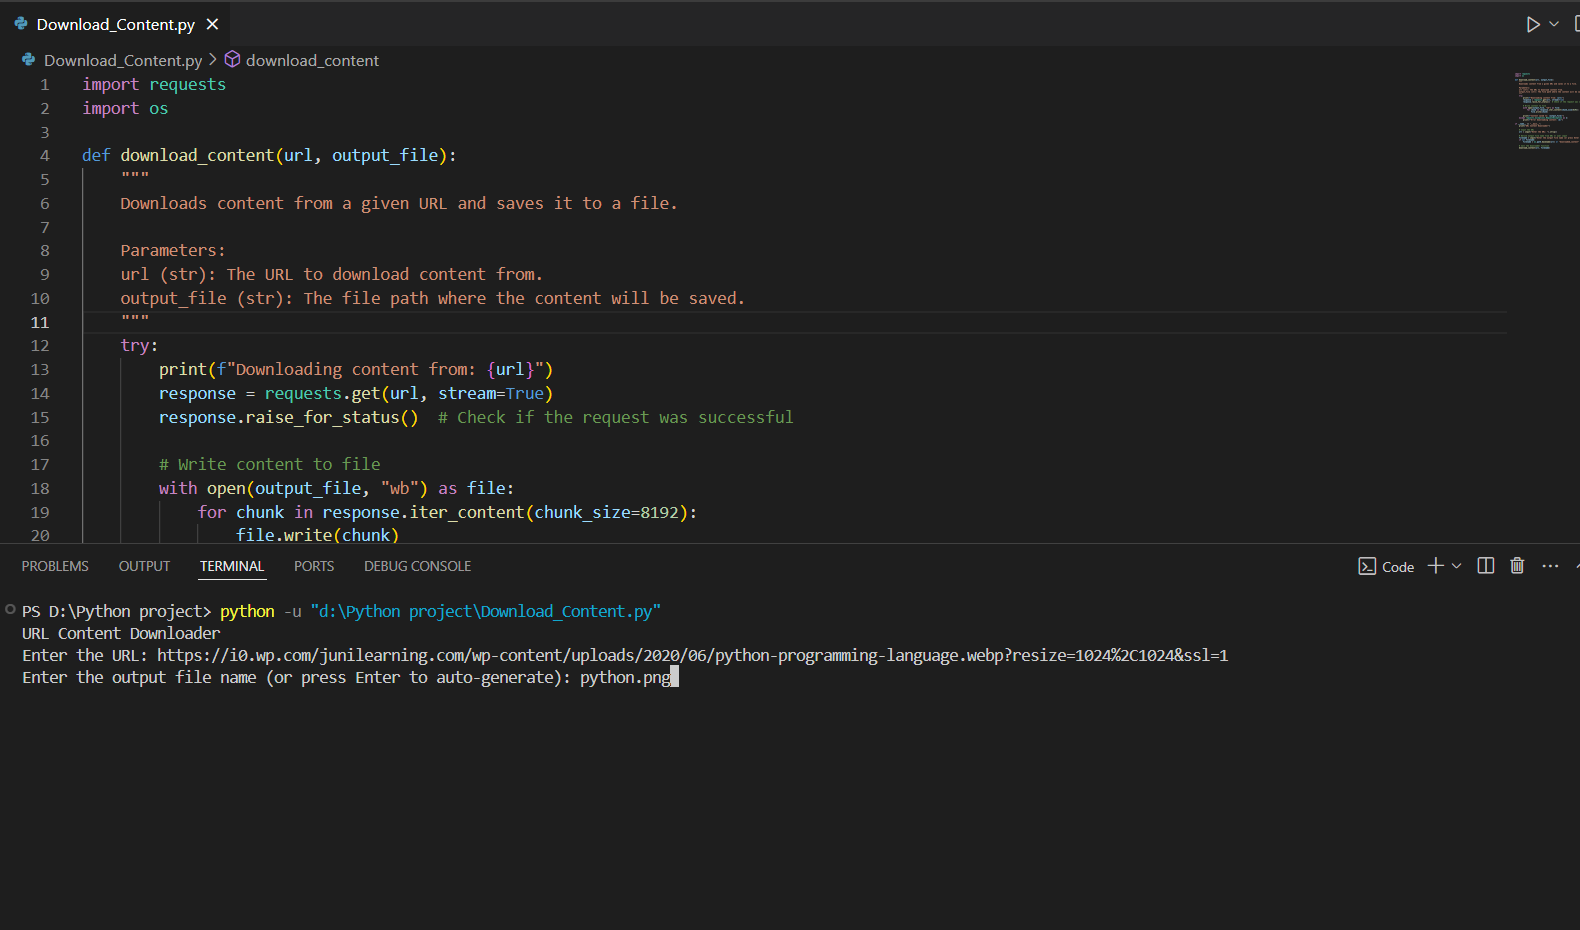 Download_Content.py
Download_Content.py > download_content
1 import requests
2 import os
3
4 def download_content(url, output_file):
5 """
6 Downloads content from a given URL and saves it to a file.
7
8 Parameters:
9 url (str): The URL to download content from.
10 output_file (str): The file path where the content will be saved.
11 """
12 try:
13 print(f"Downloading content from: {url}")
14 response = requests.get(url, stream=True)
15 response.raise_for_status()  # Check if the request was successful
16
17 # Write content to file
18 with open(output_file, "wb") as file:
19 for chunk in response.iter_content(chunk_size=8192):
20 file.write(chunk)
PROBLEMS OUTPUT TERMINAL PORTS DEBUG CONSOLE Code
PS D:\Python project> python -u "d:\Python project\Download_Content.py"
URL Content Downloader
Enter the URL: https://i0.wp.com/junilearning.com/wp-content/uploads/2020/06/python-programming-language.webp?resize=1024%2C1024&ssl=1
Enter the output file name (or press Enter to auto-generate): python.png